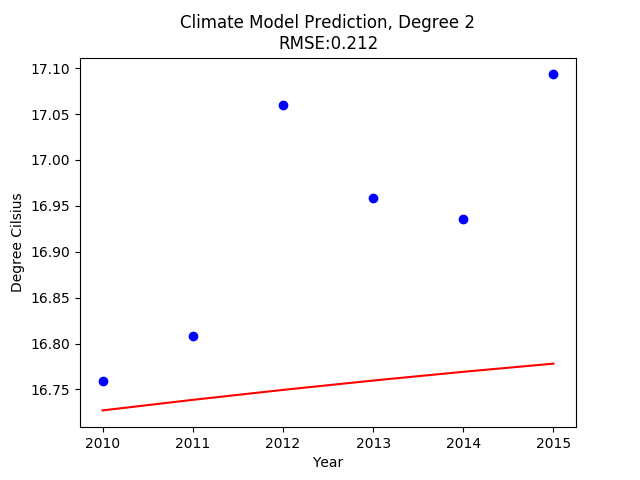 Climate Model Prediction, Degree 2
RMSE:0.212
17.10
17.05
17.00
16.95
16.90
16.85
16.80
16.75
Degree Cilsius
2010 2011 2012 2013 2014 2015
Year